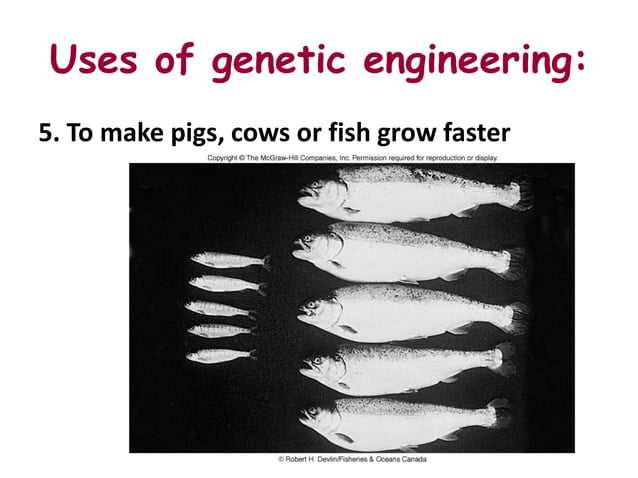 Uses of genetic engineering:
5. To make pigs, cows or fish grow faster
Copyright © The McGraw-Hill Companies, Inc. Permission required for reproduction or display.
© Robert H. Devlin/Fisheries & Oceans Canada